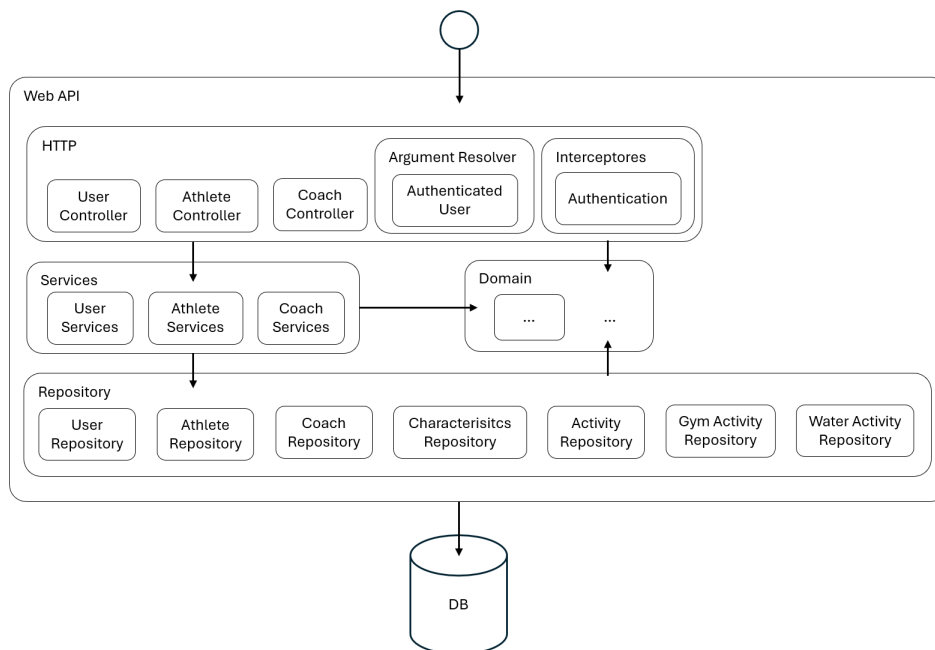 Web API
HTTP
User
Controller
Athlete
Controller
Coach
Controller
Argument Resolver
Authenticated
User
Interceptores
Authentication
Services
User
Services
Athlete
Services
Coach
Services
Domain
...
...
Repository
User
Repository
Athlete
Repository
Coach
Repository
Characterisitcs
Repository
Activity
Repository
Gym Activity
Repository
Water Activity
Repository
DB